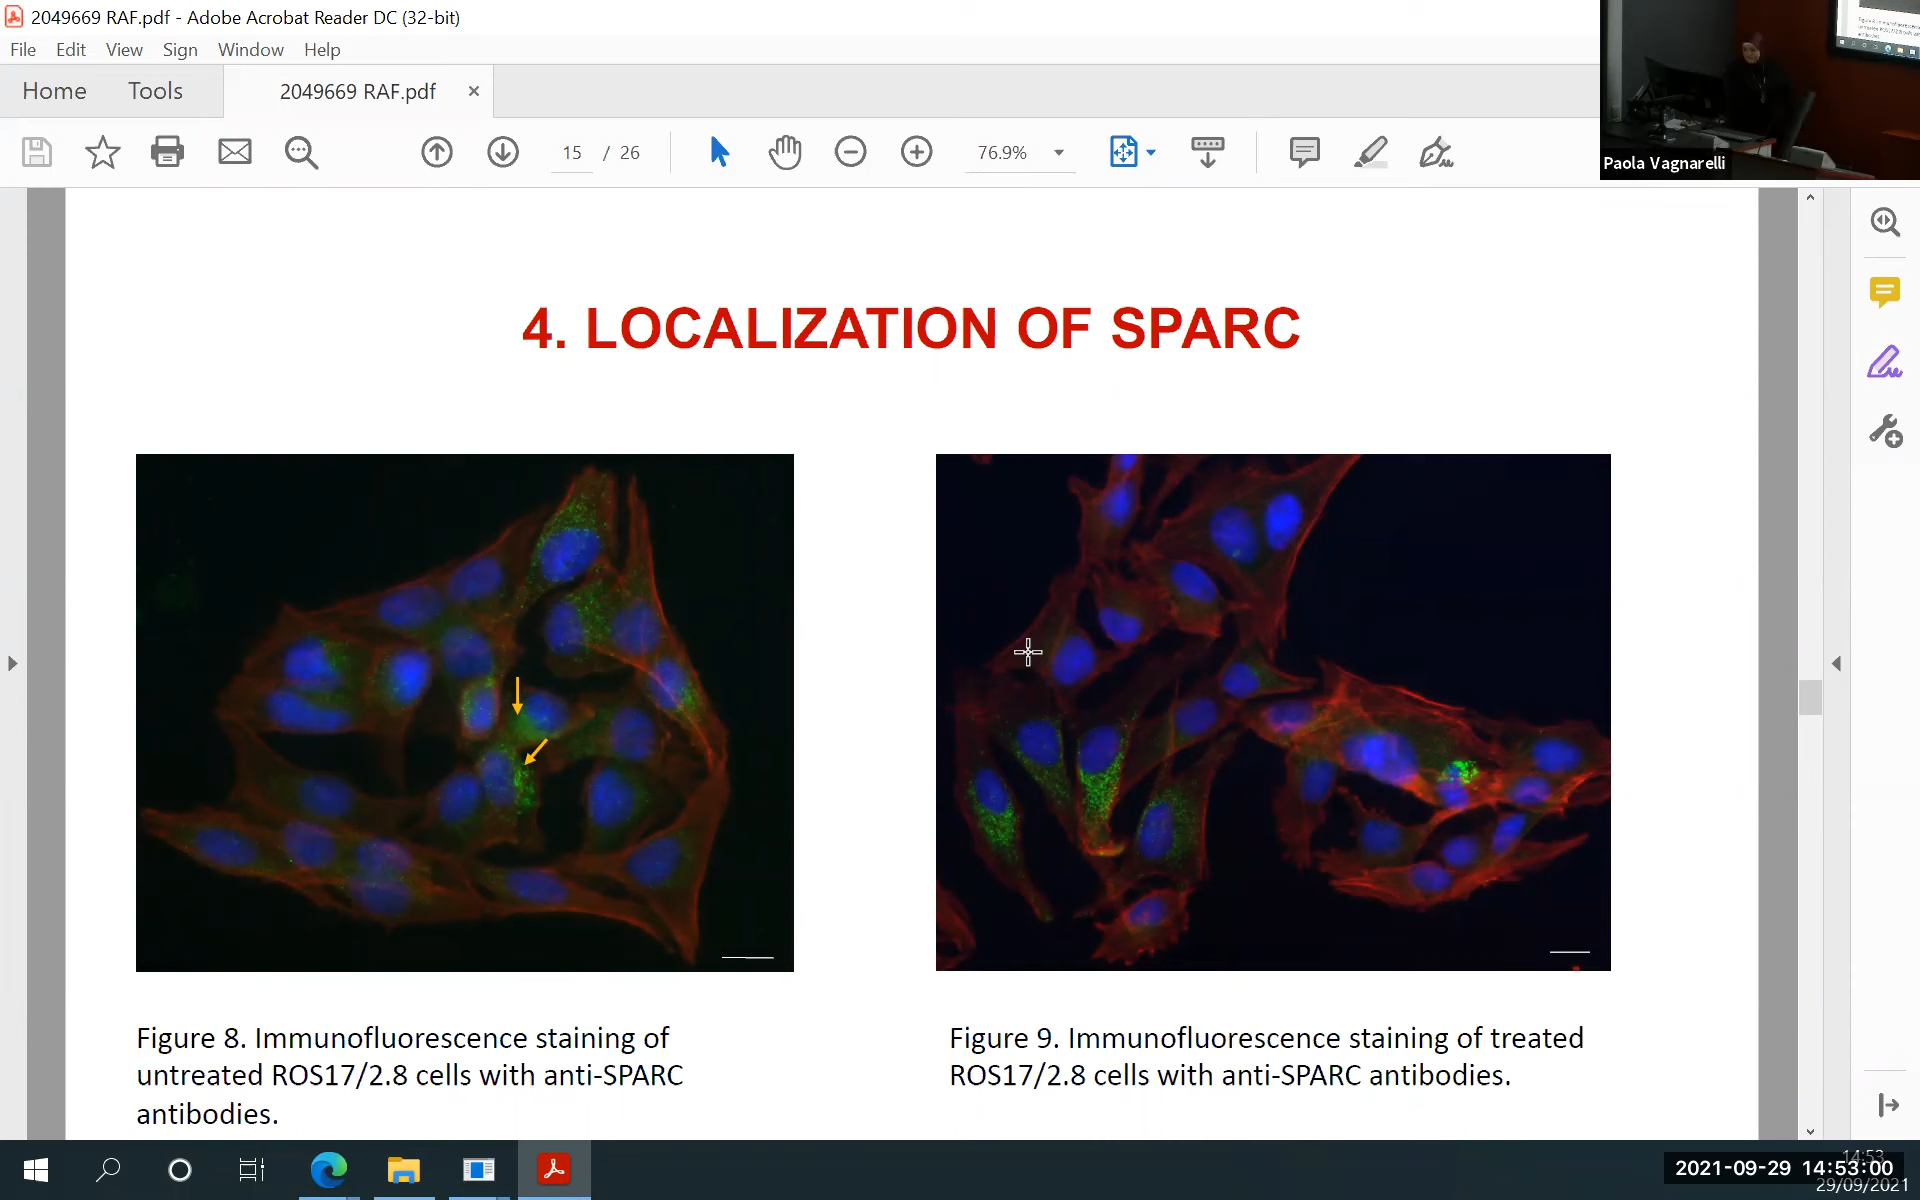 2049669 RAF.pdf - Adobe Acrobat Reader DC (32-bit)
File Edit View Sign Window Help
Home Tools 2049669 RAF.pdf ×
15 / 26 76.9%
Paola Vagnarelli
4. LOCALIZATION OF SPARC
Figure 8. Immunofluorescence staining of
untreated ROS17/2.8 cells with anti-SPARC
antibodies.
Figure 9. Immunofluorescence staining of treated
ROS17/2.8 cells with anti-SPARC antibodies.
14:53
2021-09-29 14:53:00
29/09/2021